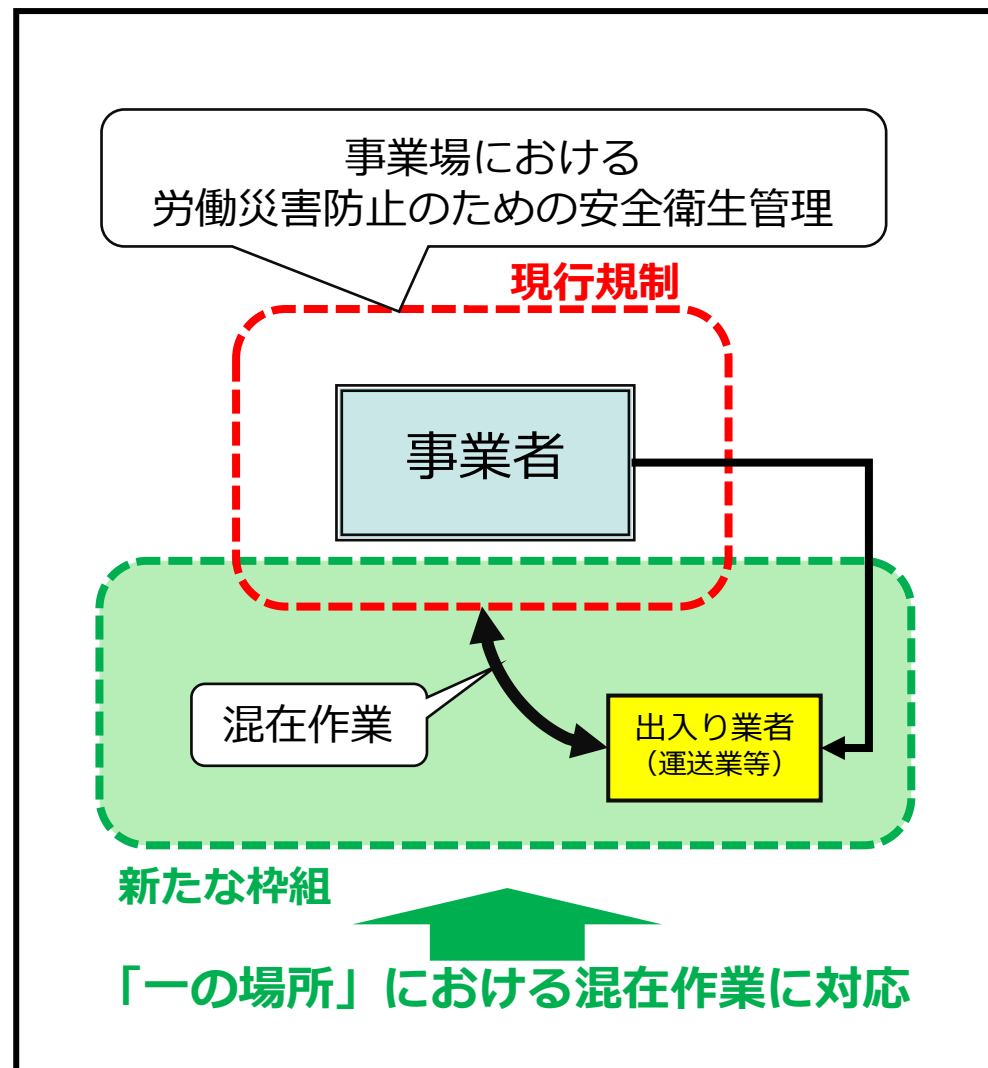 事業場における
労働災害防止のための安全衛生管理
現行規制
事業者
混在作業
出入り業者
（運送業等）
新たな枠組
「一の場所」における混在作業に対応